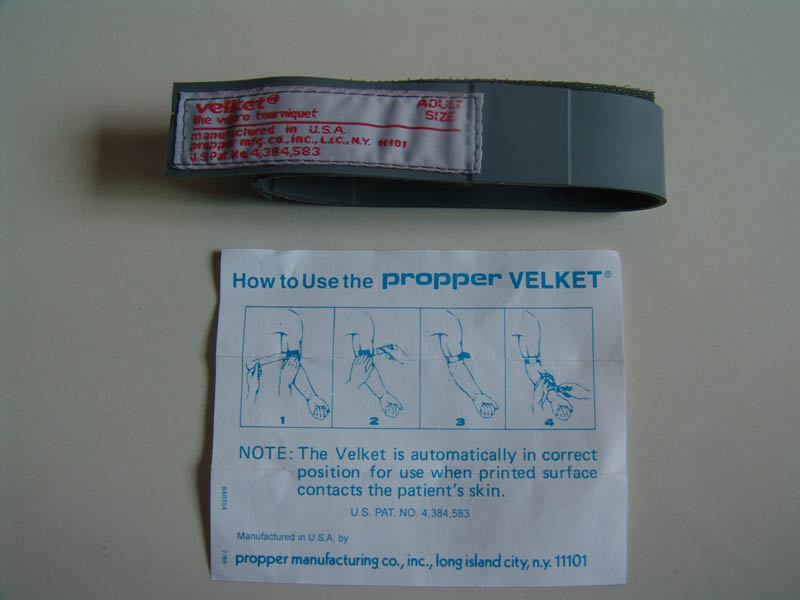 velket®
the velcro tourniquet
ADULT
SIZE
manufactured in U.S.A.
propper mfg. co., inc., L.I.C., N.Y. 11101
U.S. Pat. No. 4,384,583
How to Use the propper VELKET®
1 2 3 4
NOTE: The Velket is automatically in correct
position for use when printed surface
contacts the patient's skin.
U.S. PAT. NO. 4,384,583
Manufactured in U.S.A. by
propper manufacturing co., inc., long island city, n.y. 11101